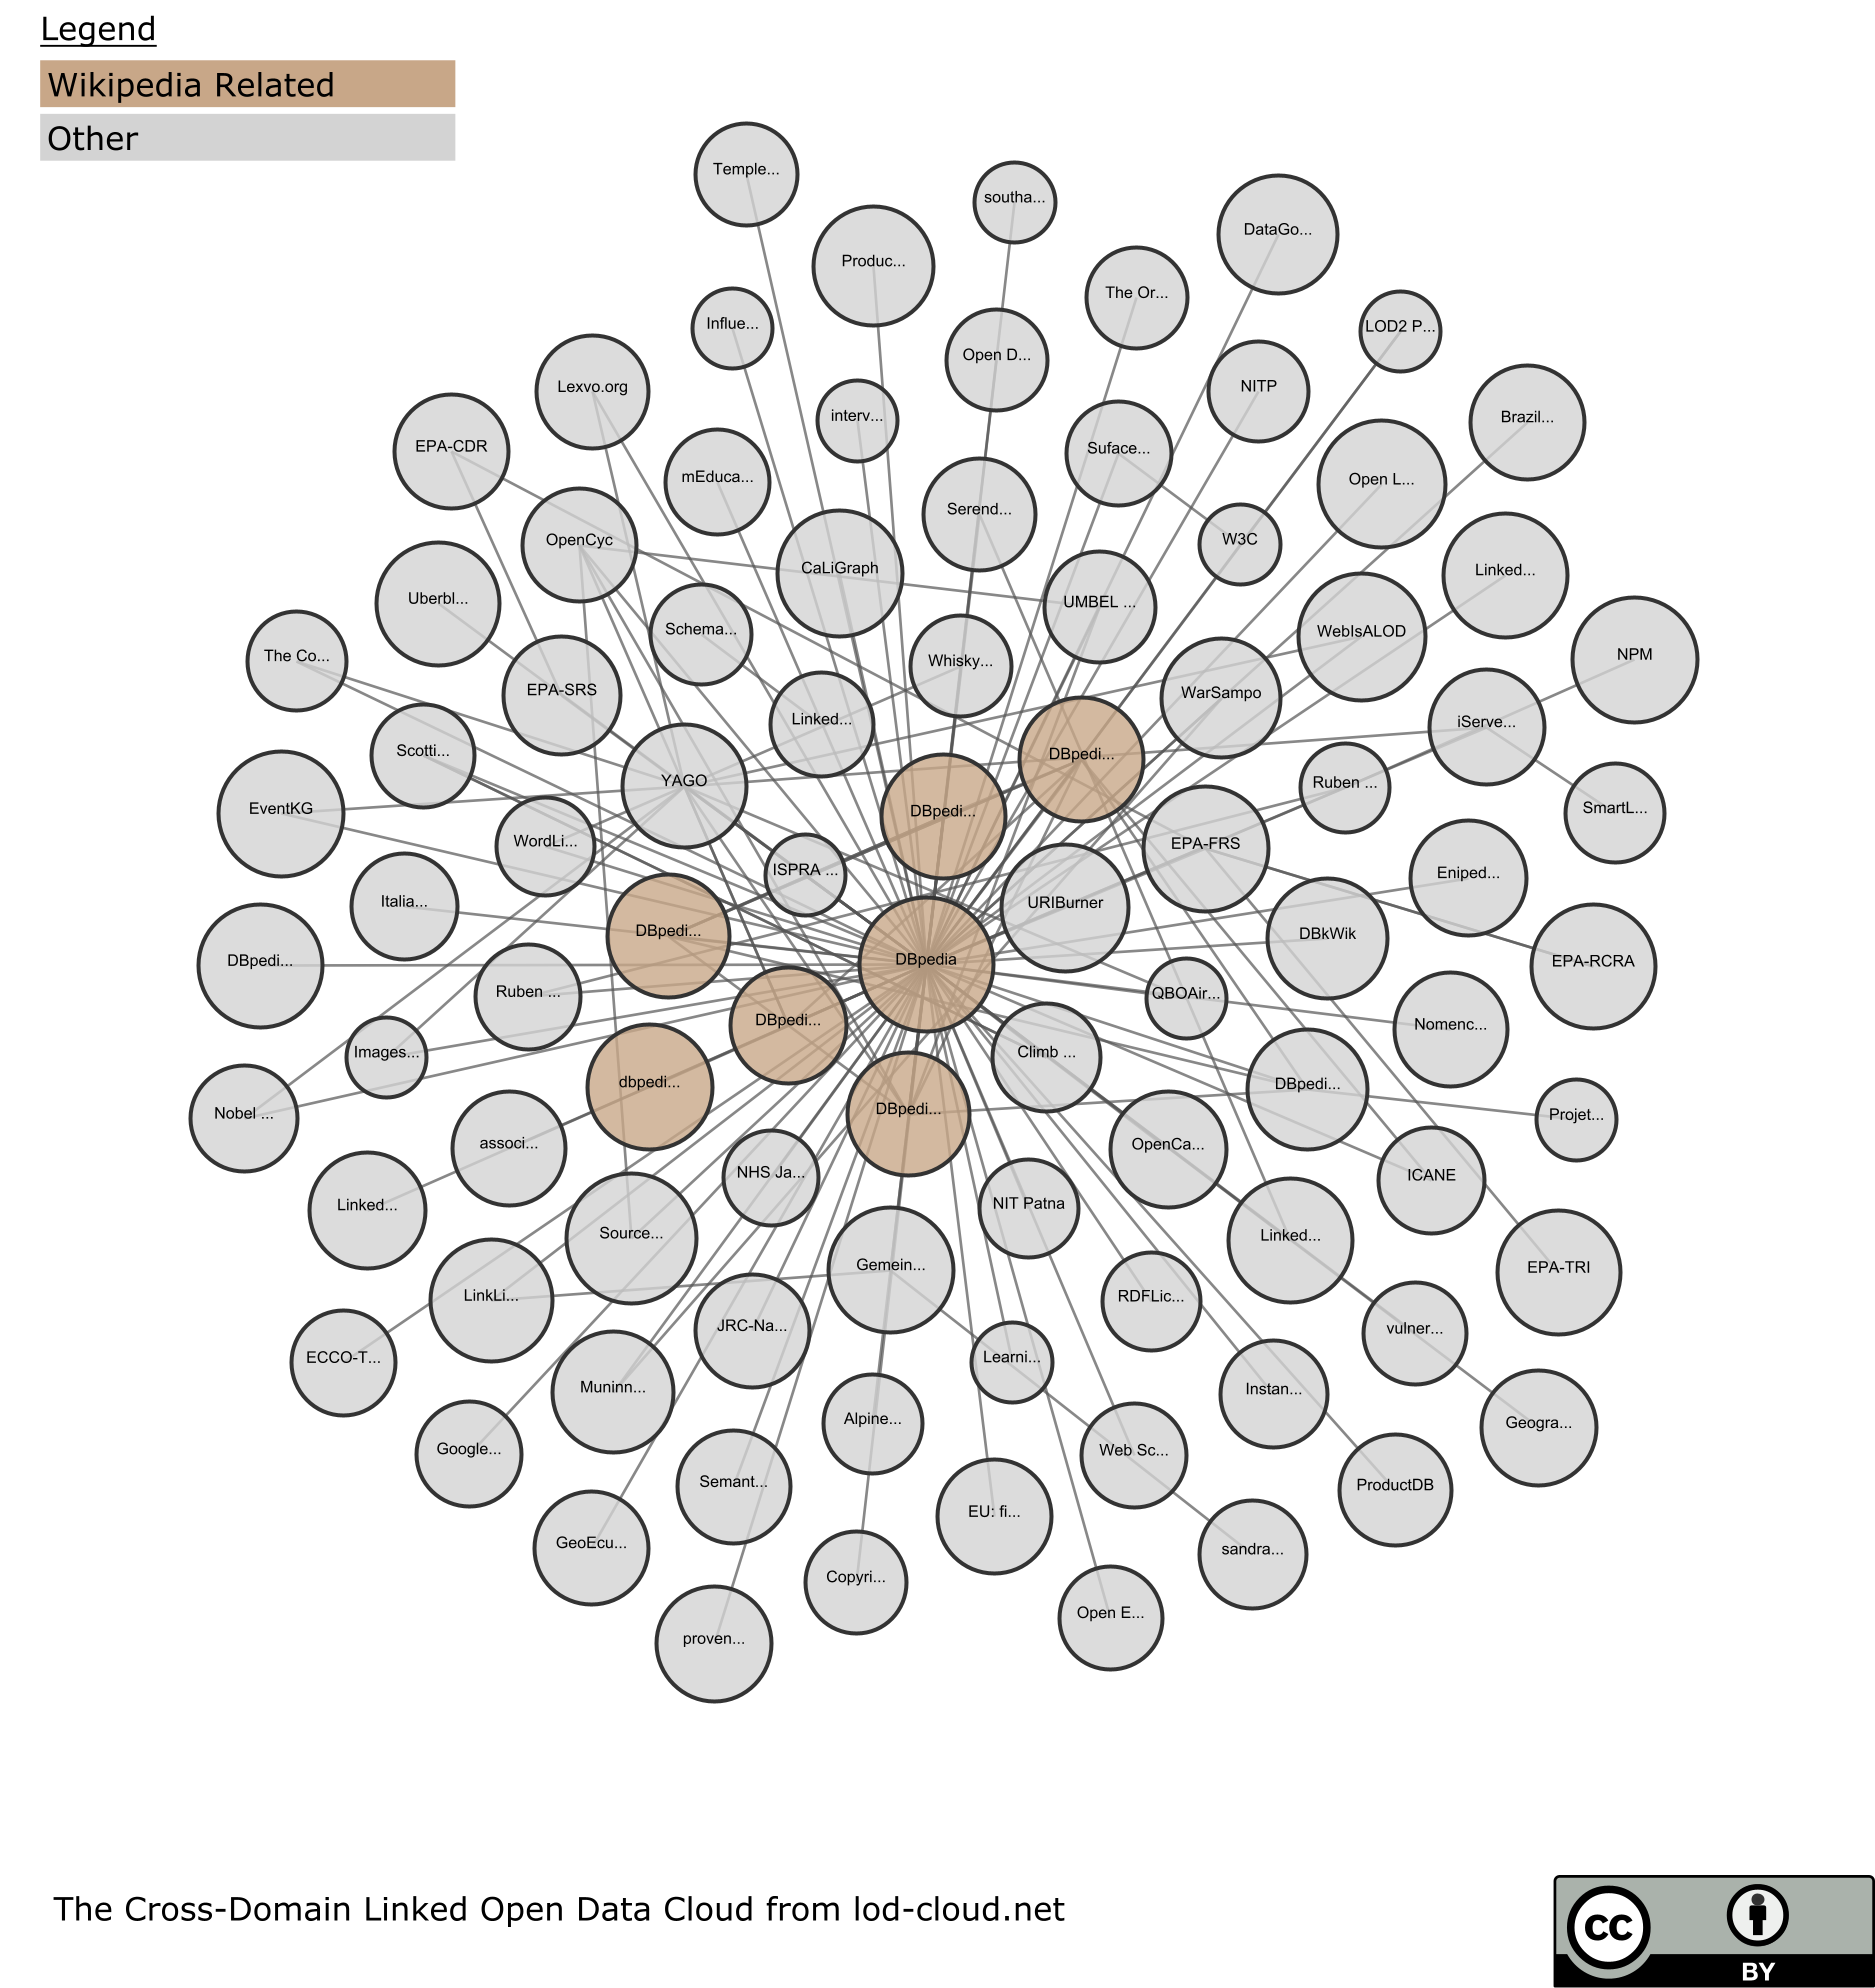 Legend
Wikipedia Related
Other
Temple...
southa...
DataGo...
Produc...
The Or...
Influe...
LOD2 P...
Open D...
Lexvo.org
NITP
interv...
Brazil...
EPA-CDR
Suface...
mEduca...
Open L...
Serend...
OpenCyc
W3C
CaLiGraph
Linked...
Uberbl...
UMBEL ...
Schema...
WebIsALOD
The Co...
Whisky...
NPM
EPA-SRS
WarSampo
Linked...
iServe...
Scotti...
DBpedi...
YAGO
Ruben ...
EventKG
DBpedi...
SmartL...
WordLi...
EPA-FRS
ISPRA ...
Eniped...
Italia...
URIBurner
DBpedi...
DBkWik
DBpedi...
DBpedia
EPA-RCRA
Ruben ...
QBOAir...
DBpedi...
Nomenc...
Images...
Climb ...
dbpedi...
DBpedi...
Nobel ...
DBpedi...
Projet...
associ...
OpenCa...
NHS Ja...
ICANE
Linked...
NIT Patna
Source...
Linked...
Gemein...
EPA-TRI
LinkLi...
RDFLic...
JRC-Na...
vulner...
ECCO-T...
Learni...
Muninn...
Instan...
Alpine...
Geogra...
Google...
Web Sc...
Semant...
ProductDB
EU: fi...
GeoEcu...
sandra...
Copyri...
Open E...
proven...
The Cross-Domain Linked Open Data Cloud from lod-cloud.net
cc
BY